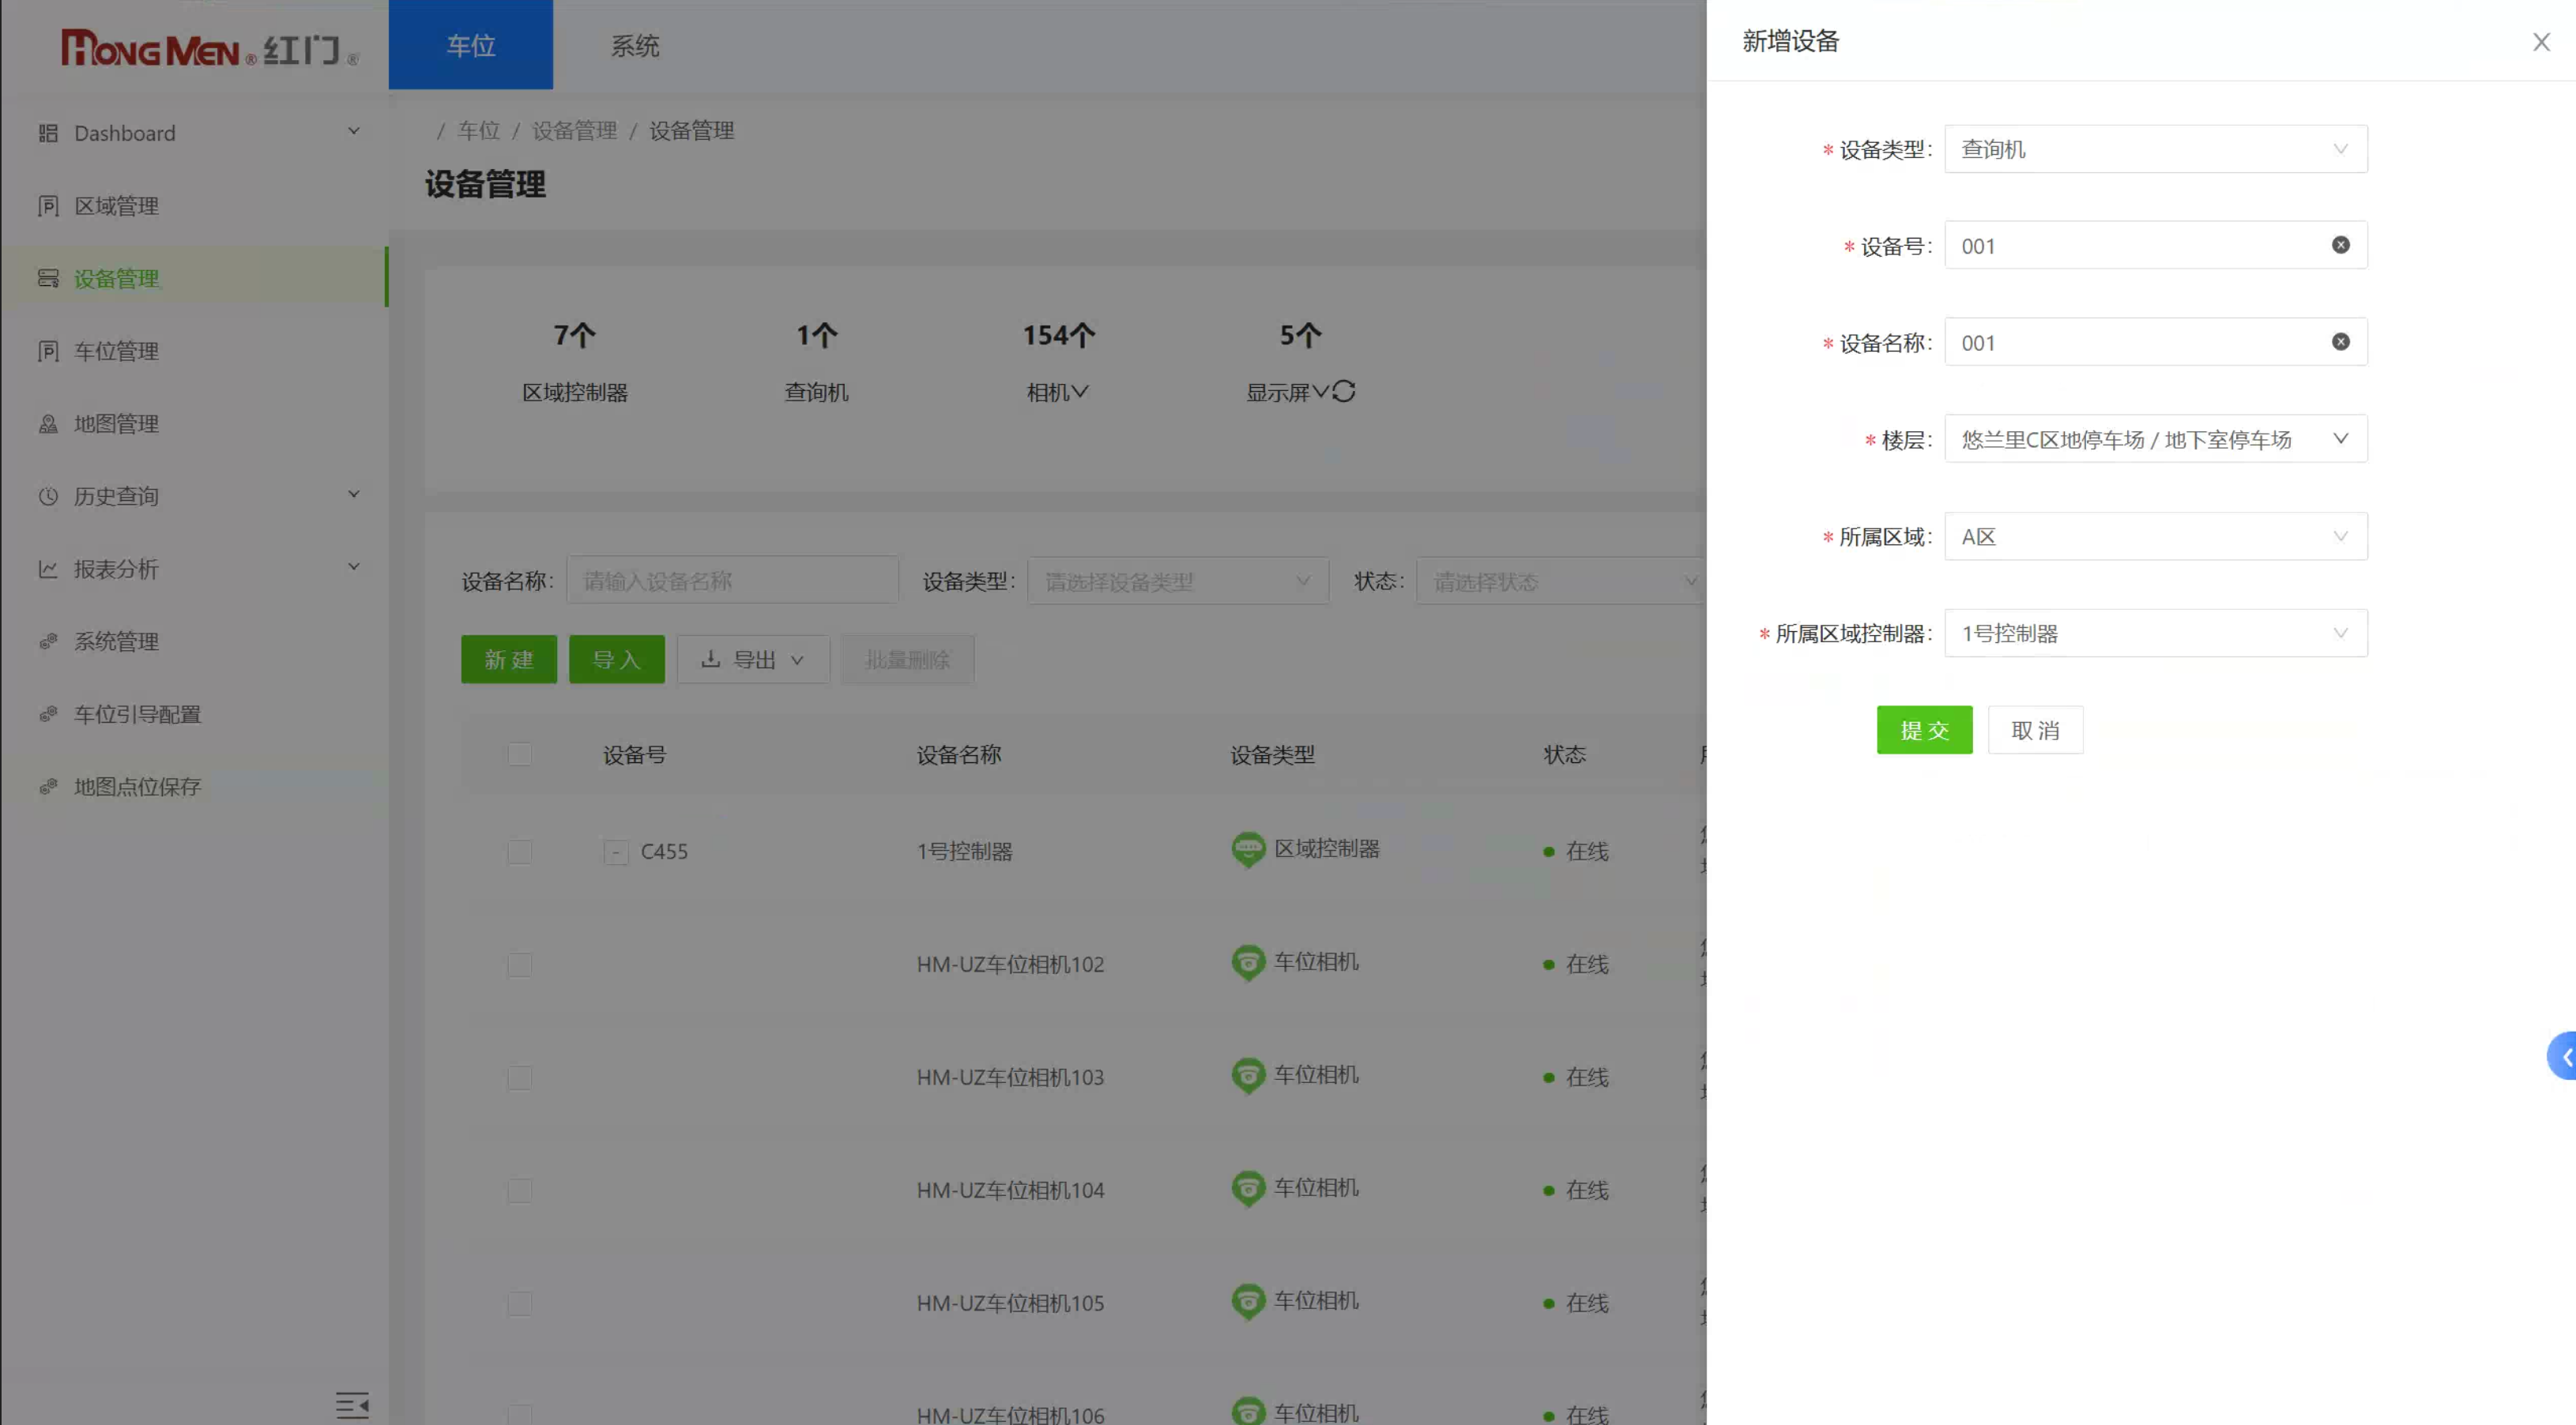 HONG MEN ® 红门 ®
车位
系统
Dashboard
区域管理
设备管理
车位管理
地图管理
历史查询
报表分析
系统管理
车位引导配置
地图点位保存
/ 车位 / 设备管理 / 设备管理
设备管理
7个
1个
154个
5个
区域控制器
查询机
相机
显示屏
设备名称: 请输入设备名称
设备类型: 请选择设备类型
状态: 请选择状态
新建
导入
导出
批量删除
设备号 设备名称 设备类型 状态
C455 1号控制器 区域控制器 在线
HM-UZ车位相机102 车位相机 在线
HM-UZ车位相机103 车位相机 在线
HM-UZ车位相机104 车位相机 在线
HM-UZ车位相机105 车位相机 在线
HM-UZ车位相机106 车位相机 在线
新增设备
* 设备类型: 查询机
* 设备号: 001
* 设备名称: 001
* 楼层: 悠兰里C区地停车场 / 地下室停车场
* 所属区域: A区
* 所属区域控制器: 1号控制器
提交
取消